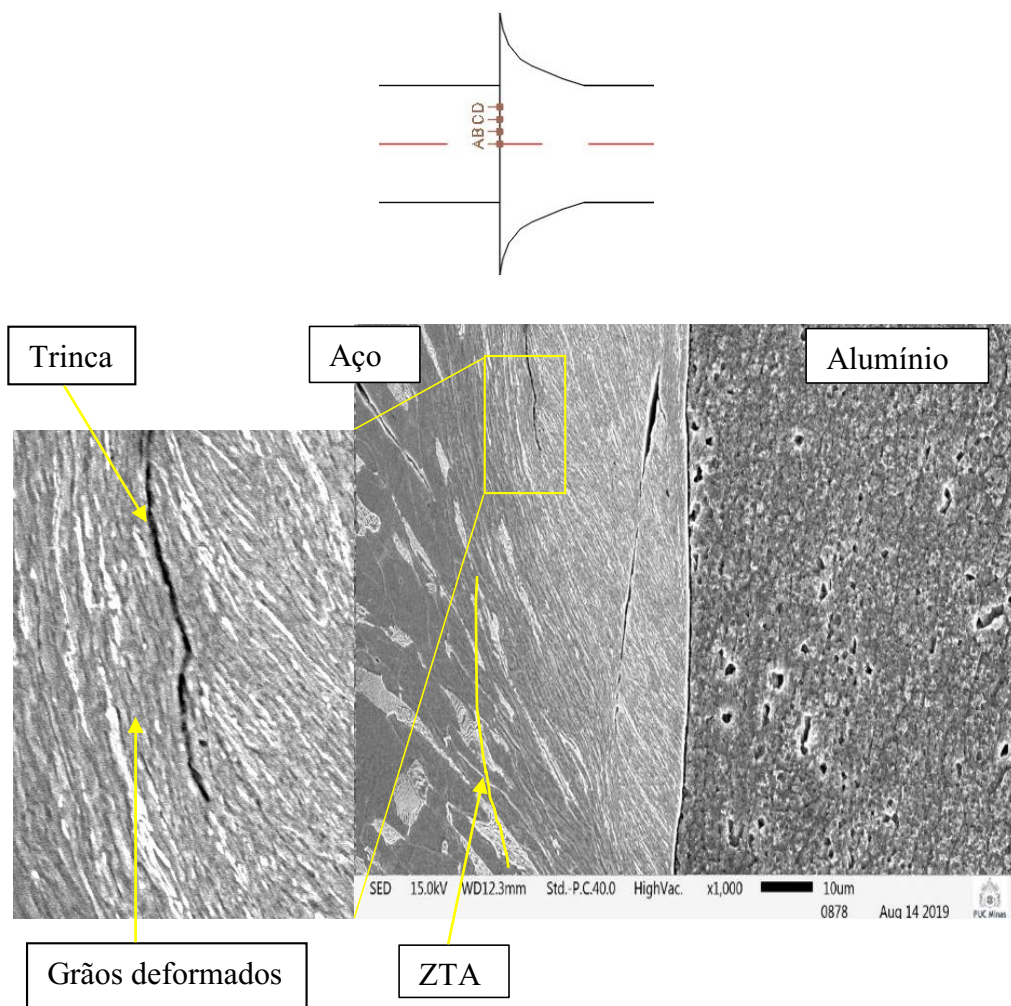 ABCD
Trinca
Aço
Alumínio
SED 15.0kV WD12.3mm Std.-P.C.40.0 HighVac. x1,000 10um
0878 Aug 14 2019
PUC Minas
Grãos deformados
ZTA